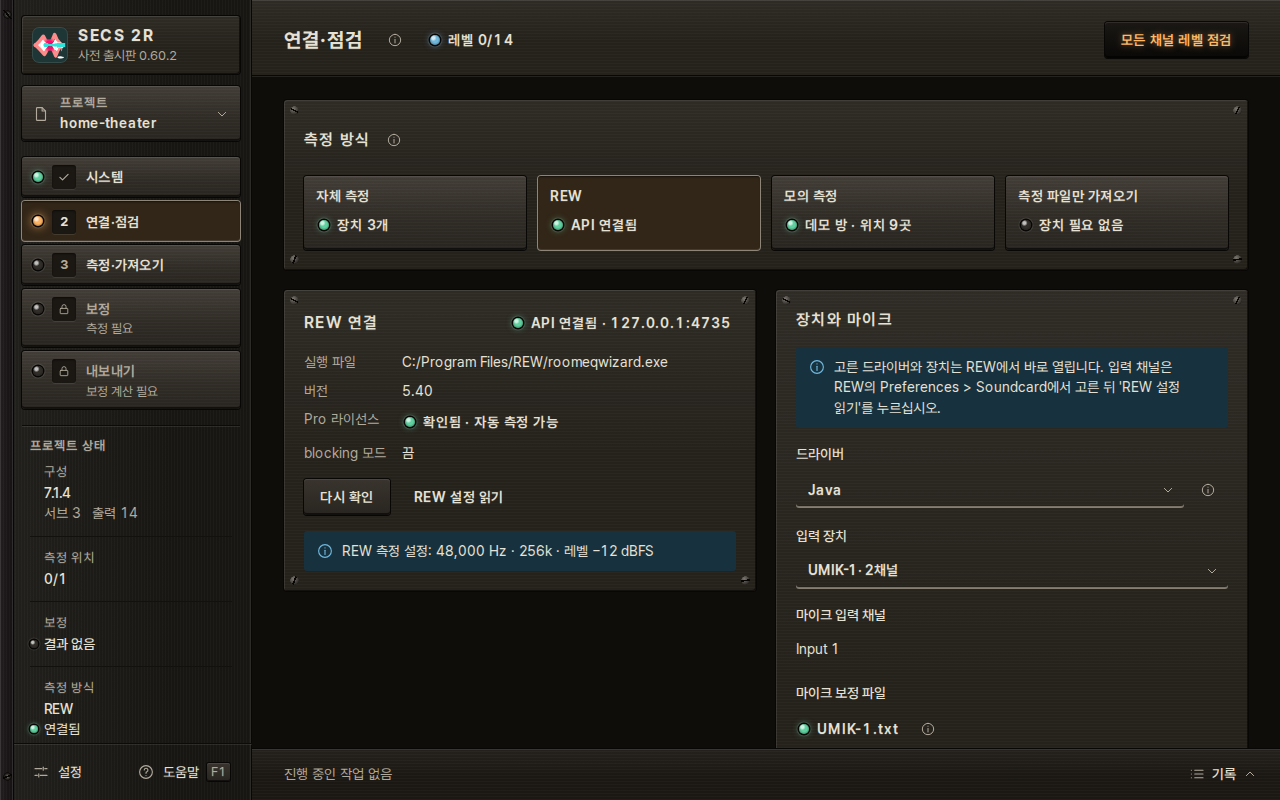 SECS 2R
사전 출시판 0.60.2
프로젝트
home-theater
시스템
2 연결·점검
3 측정·가져오기
보정
측정 필요
내보내기
보정 계산 필요
프로젝트 상태
구성
7.1.4
서브 3 출력 14
측정 위치
0/1
보정
결과 없음
측정 방식
REW
연결됨
설정
도움말 F1
연결·점검
레벨 0/14
모든 채널 레벨 점검
측정 방식
자체 측정
장치 3개
REW
API 연결됨
모의 측정
데모 방 · 위치 9곳
측정 파일만 가져오기
장치 필요 없음
REW 연결
API 연결됨 · 127.0.0.1:4735
실행 파일 C:/Program Files/REW/roomeqwizard.exe
버전 5.40
Pro 라이선스 확인됨 · 자동 측정 가능
blocking 모드 끔
다시 확인
REW 설정 읽기
REW 측정 설정: 48,000 Hz · 256k · 레벨 −12 dBFS
장치와 마이크
고른 드라이버와 장치는 REW에서 바로 열립니다. 입력 채널은
REW의 Preferences > Soundcard에서 고른 뒤 'REW 설정
읽기'를 누르십시오.
드라이버
Java
입력 장치
UMIK-1 · 2채널
마이크 입력 채널
Input 1
마이크 보정 파일
UMIK-1.txt
진행 중인 작업 없음
기록